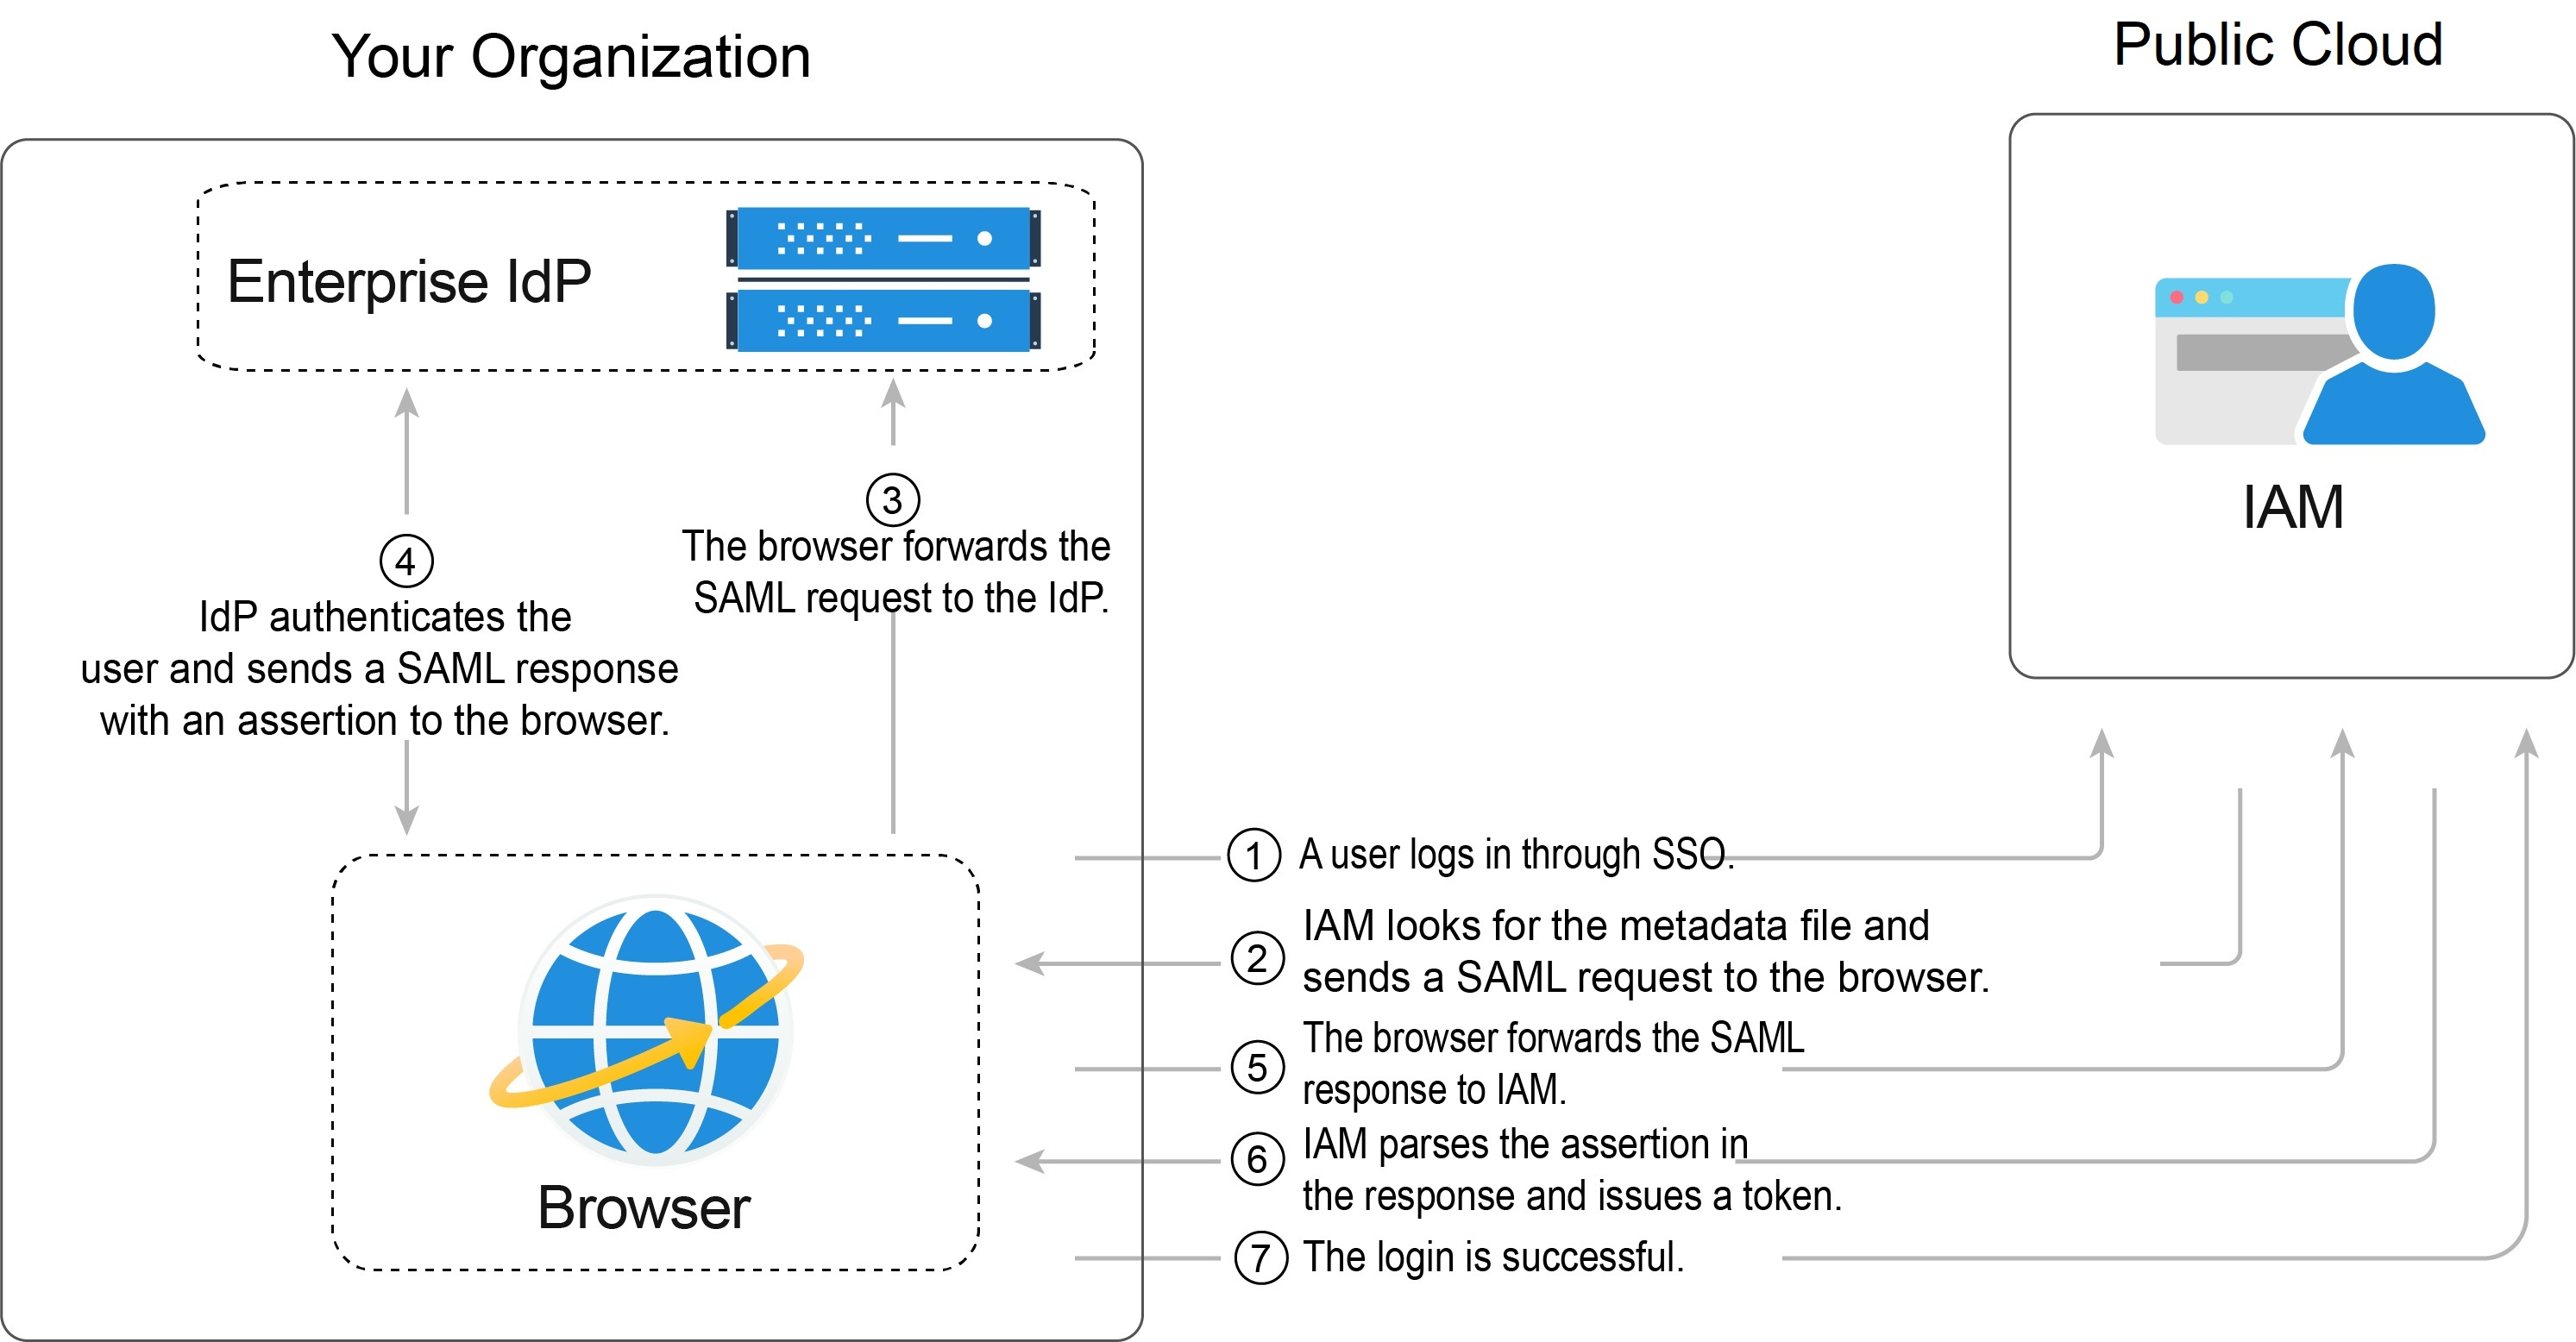 Your Organization
Public Cloud
Enterprise IdP
IAM
3
The browser forwards the
SAML request to the IdP.
4
IdP authenticates the
user and sends a SAML response
with an assertion to the browser.
1 A user logs in through SSO.
2 IAM looks for the metadata file and
sends a SAML request to the browser.
5 The browser forwards the SAML
response to IAM.
6 IAM parses the assertion in
the response and issues a token.
7 The login is successful.
Browser